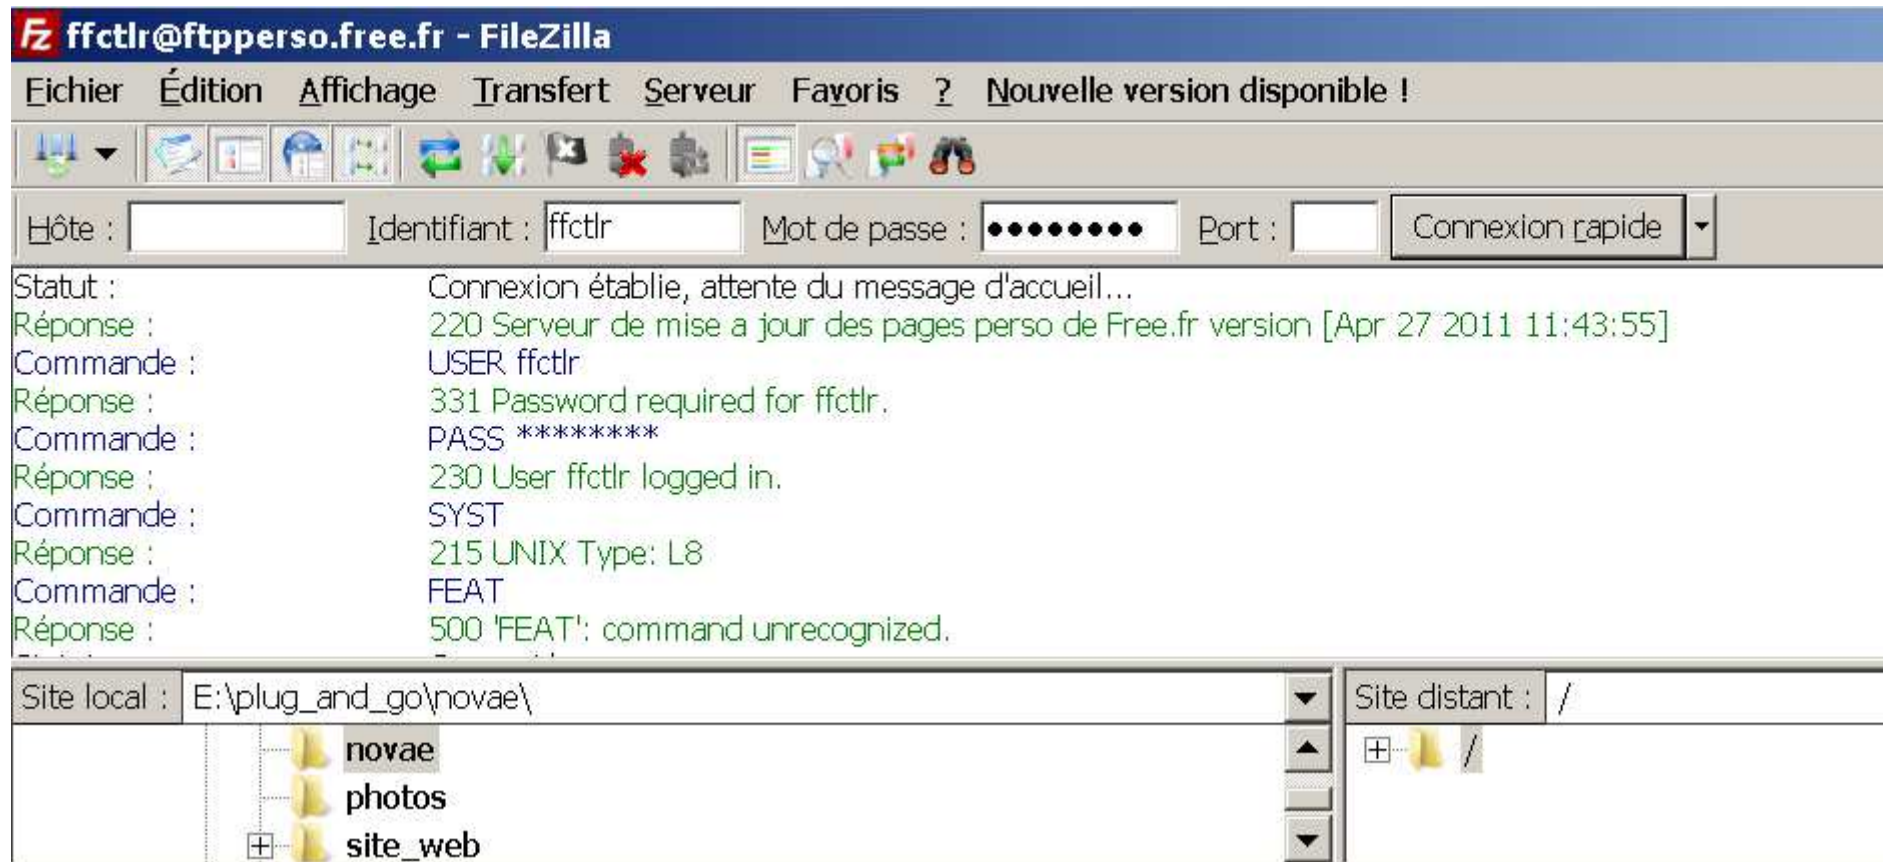 ffctlr@ftpperso.free.fr - FileZilla
Fichier Édition Affichage Transfert Serveur Favoris ? Nouvelle version disponible !
Hôte : Identifiant : ffctlr Mot de passe : ●●●●●●●● Port : Connexion rapide
Statut : Connexion établie, attente du message d'accueil...
Réponse : 220 Serveur de mise a jour des pages perso de Free.fr version [Apr 27 2011 11:43:55]
Commande : USER ffctlr
Réponse : 331 Password required for ffctlr.
Commande : PASS ********
Réponse : 230 User ffctlr logged in.
Commande : SYST
Réponse : 215 UNIX Type: L8
Commande : FEAT
Réponse : 500 'FEAT': command unrecognized.
Site local : E:\plug_and_go\novae\ Site distant : /
novae /
photos
site_web